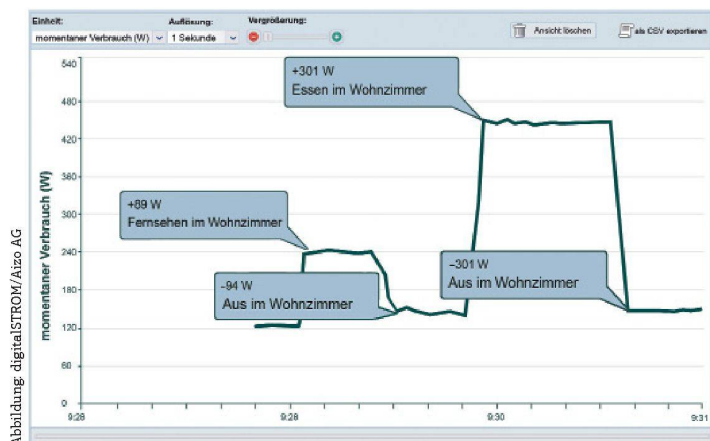 Einheit:
Auflösung:
Vergrößerung:
momentaner Verbrauch (W)
1 Sekunde
Ansicht löschen
als CSV exportieren
momentaner Verbrauch (W)
540
480
420
360
300
240
180
120
60
0
+301 W
Essen im Wohnzimmer
+89 W
Fernsehen im Wohnzimmer
–94 W
Aus im Wohnzimmer
–301 W
Aus im Wohnzimmer
9:28
9:28
9:30
9:31
Abbildung: digitalSTROM/Aizo AG